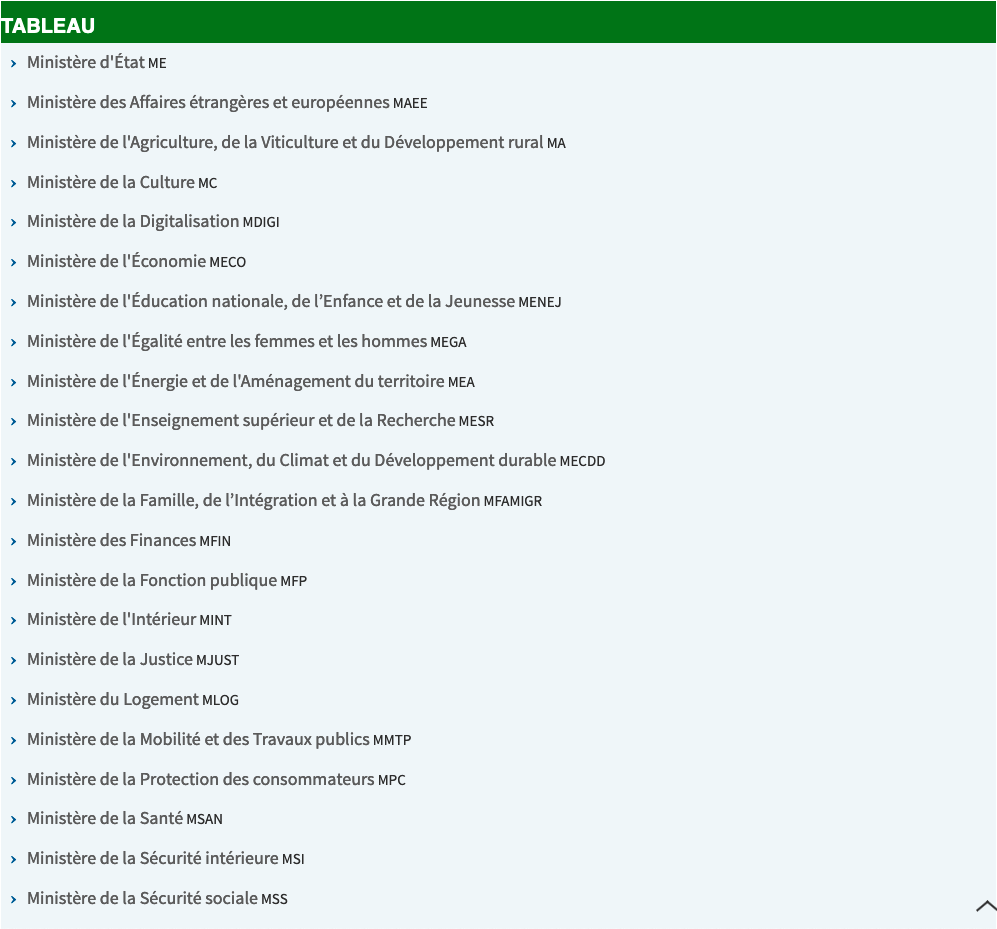 TABLEAU
Ministère d'État ME
Ministère des Affaires étrangères et européennes MAEE
Ministère de l'Agriculture, de la Viticulture et du Développement rural MA
Ministère de la Culture MC
Ministère de la Digitalisation MDIGI
Ministère de l'Économie MECO
Ministère de l'Éducation nationale, de l’Enfance et de la Jeunesse MENEJ
Ministère de l'Égalité entre les femmes et les hommes MEGA
Ministère de l'Énergie et de l'Aménagement du territoire MEA
Ministère de l'Enseignement supérieur et de la Recherche MESR
Ministère de l'Environnement, du Climat et du Développement durable MECDD
Ministère de la Famille, de l’Intégration et à la Grande Région MFAMIGR
Ministère des Finances MFIN
Ministère de la Fonction publique MFP
Ministère de l'Intérieur MINT
Ministère de la Justice MJUST
Ministère du Logement MLOG
Ministère de la Mobilité et des Travaux publics MMTP
Ministère de la Protection des consommateurs MPC
Ministère de la Santé MSAN
Ministère de la Sécurité intérieure MSI
Ministère de la Sécurité sociale MSS